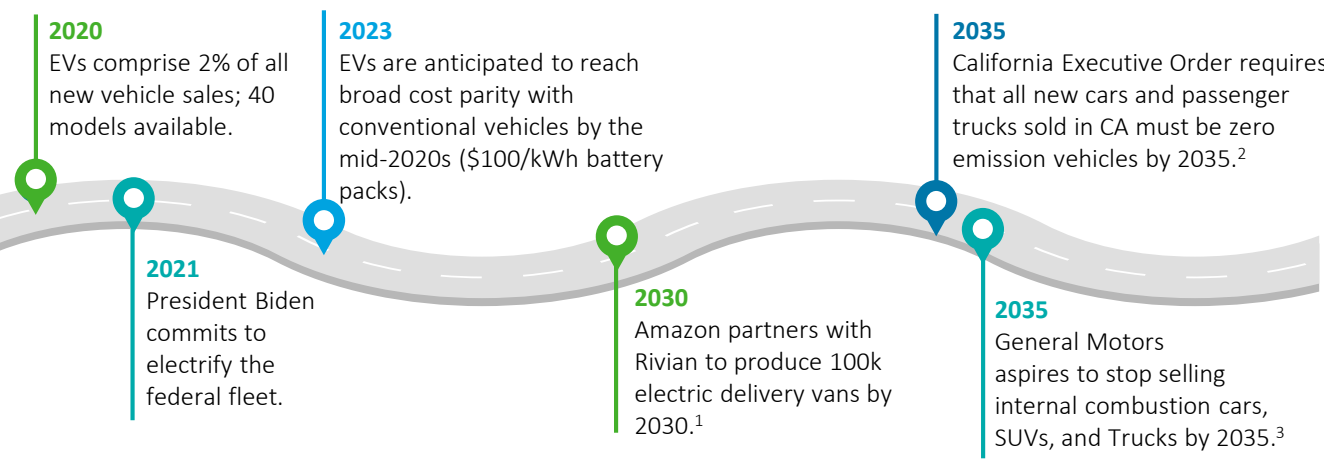 2020
EVs comprise 2% of all
new vehicle sales; 40
models available.
2021
President Biden
commits to
electrify the
federal fleet.
2023
EVs are anticipated to reach
broad cost parity with
conventional vehicles by the
mid-2020s ($100/kWh battery
packs).
2030
Amazon partners with
Rivian to produce 100k
electric delivery vans by
2030.¹
2035
California Executive Order requires
that all new cars and passenger
trucks sold in CA must be zero
emission vehicles by 2035.²
2035
General Motors
aspires to stop selling
internal combustion cars,
SUVs, and Trucks by 2035.³